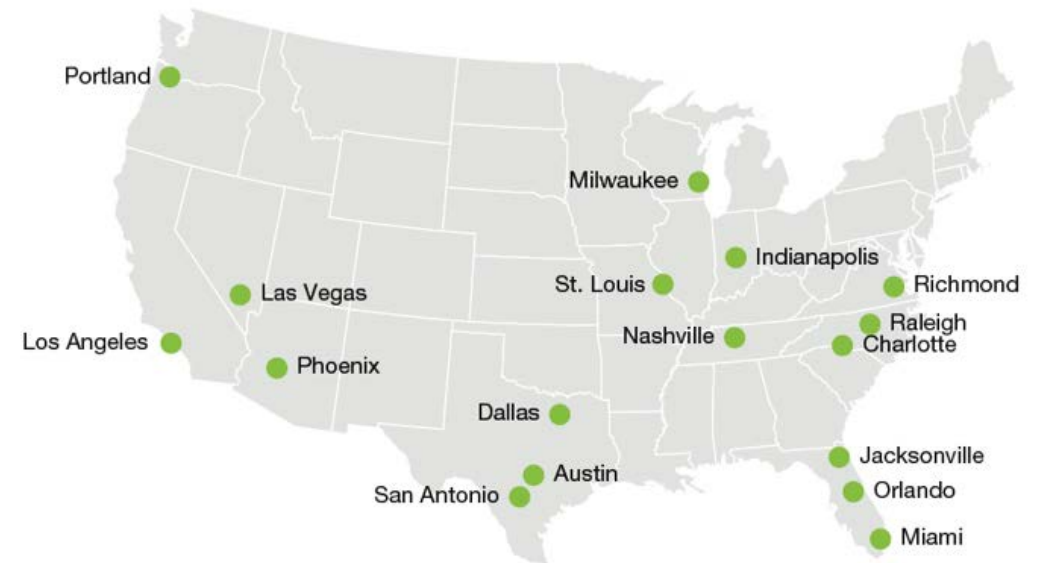 Portland
Milwaukee
Indianapolis
St. Louis
Richmond
Las Vegas
Raleigh
Nashville
Los Angeles
Charlotte
Phoenix
Dallas
Jacksonville
Austin
Orlando
San Antonio
Miami